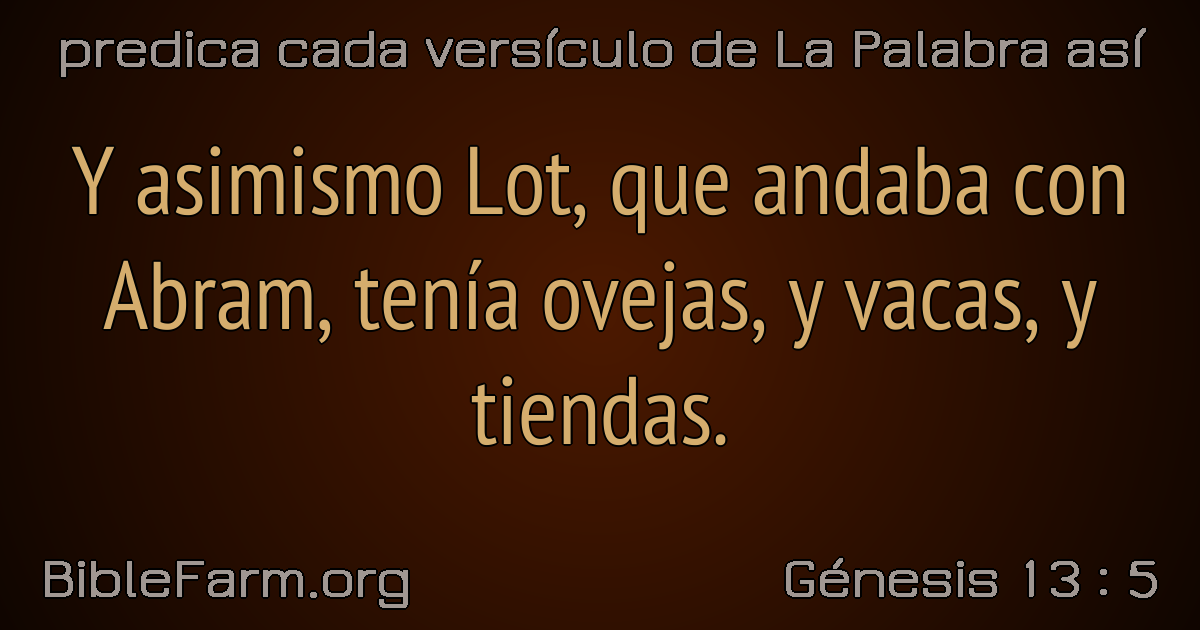 predica cada versículo de La Palabra así
Y asimismo Lot, que andaba con
Abram, tenía ovejas, y vacas, y
tiendas.
BibleFarm.org
Génesis 13 : 5